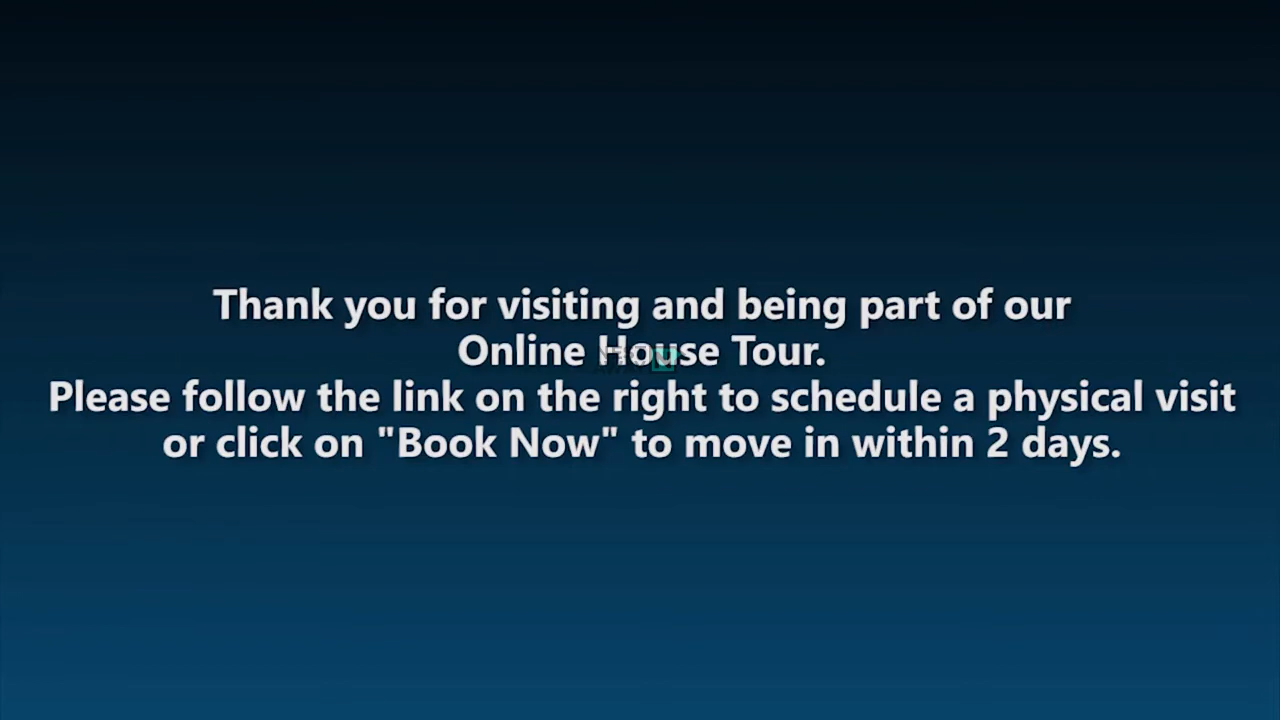 Thank you for visiting and being part of our
Online House Tour.
Please follow the link on the right to schedule a physical visit
or click on "Book Now" to move in within 2 days.